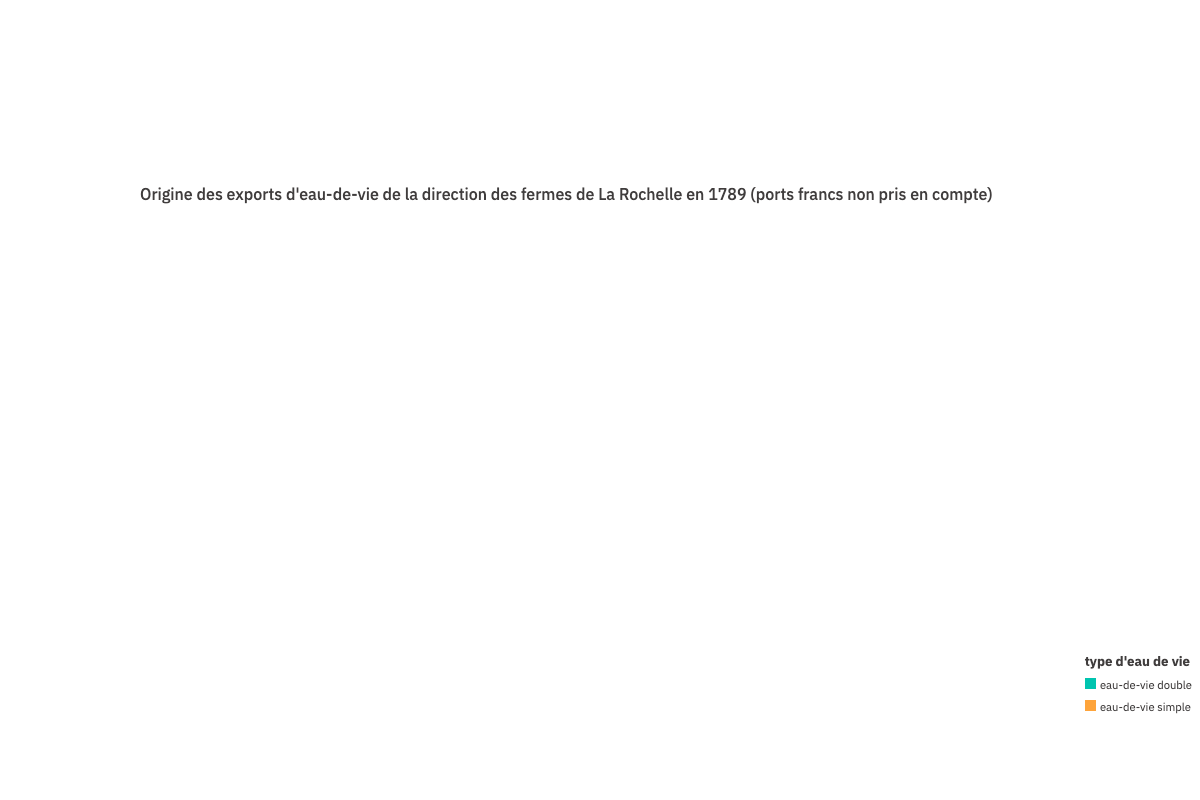 Origine des exports d'eau-de-vie de la direction des fermes de La Rochelle en 1789 (ports francs non pris en compte)
type d'eau de vie
eau-de-vie double
eau-de-vie simple